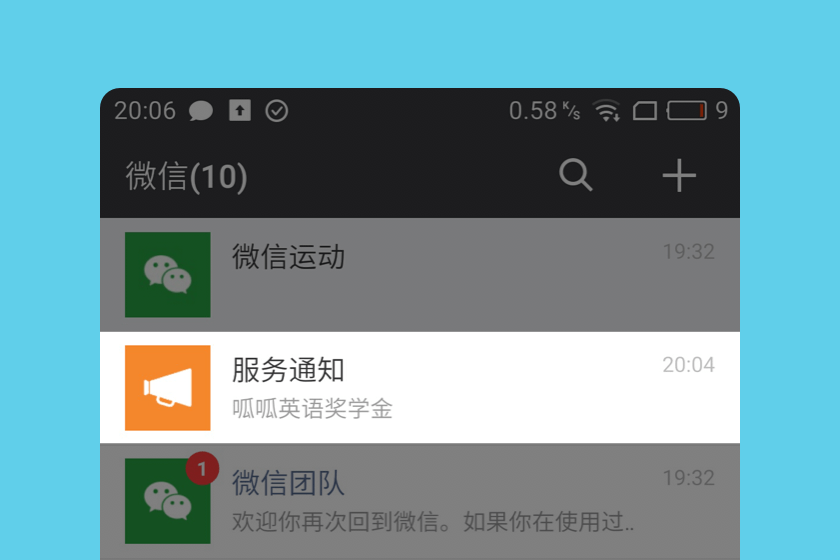 20:06 0.58 K/s 9
微信(10)
微信运动 19:32
服务通知 20:04
呱呱英语奖学金
1
微信团队 19:32
欢迎你再次回到微信。如果你在使用过..